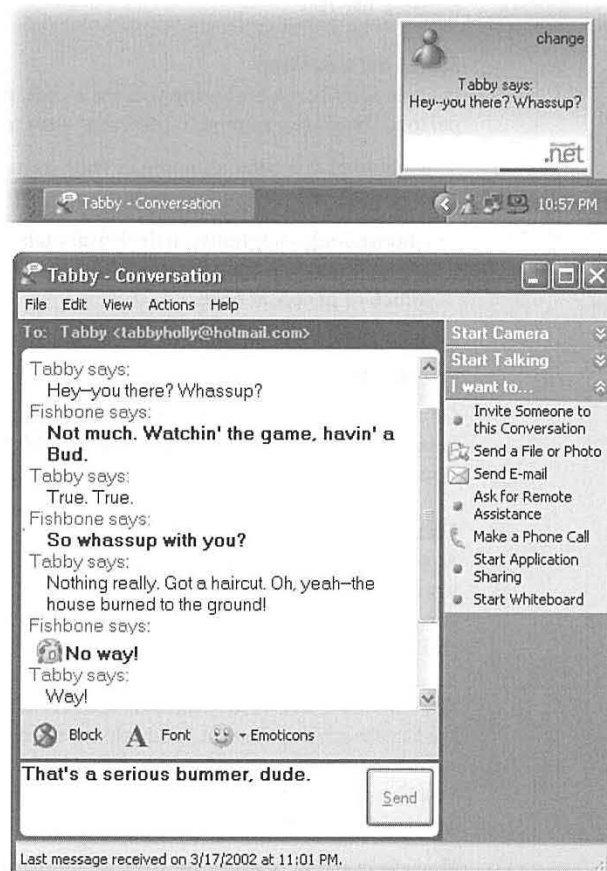 change
Tabby says:
Hey--you there? Whassup?
Microsoft
.net
Tabby - Conversation
10:57 PM
Tabby - Conversation
File Edit View Actions Help
To: Tabby <tabbyholly@hotmail.com>
Tabby says:
Hey--you there? Whassup?
Fishbone says:
Not much. Watchin' the game, havin' a
Bud.
Tabby says:
True. True.
Fishbone says:
So whassup with you?
Tabby says:
Nothing really. Got a haircut. Oh, yeah--the
house burned to the ground!
Fishbone says:
No way!
Tabby says:
Way!
Block A Font Emoticons
That's a serious bummer, dude.
Send
Last message received on 3/17/2002 at 11:01 PM.
Start Camera
Start Talking
I want to...
Invite Someone to
this Conversation
Send a File or Photo
Send E-mail
Ask for Remote
Assistance
Make a Phone Call
Start Application
Sharing
Start Whiteboard